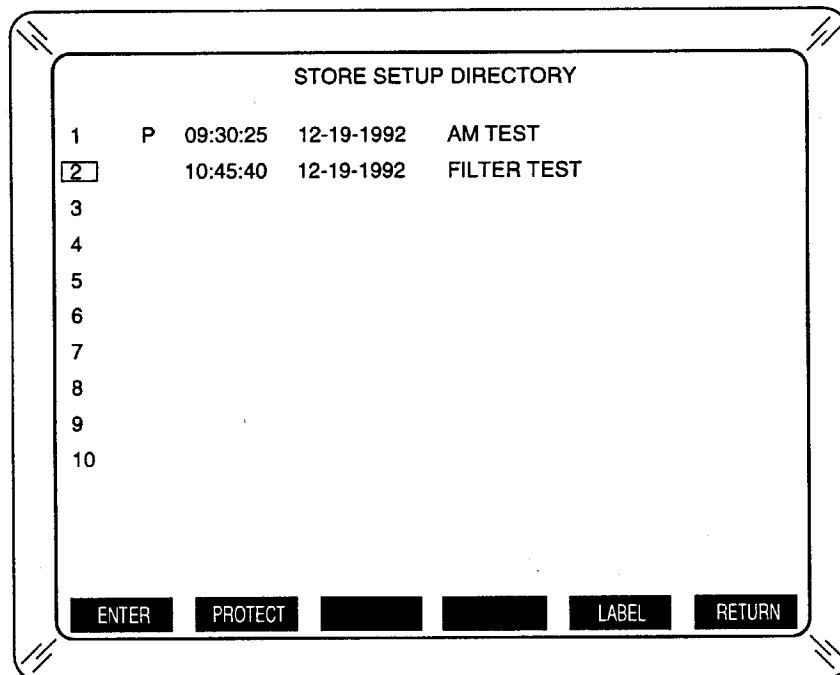 STORE SETUP DIRECTORY
1 P 09:30:25 12-19-1992 AM TEST
2 10:45:40 12-19-1992 FILTER TEST
3
4
5
6
7
8
9
10
ENTER PROTECT LABEL RETURN